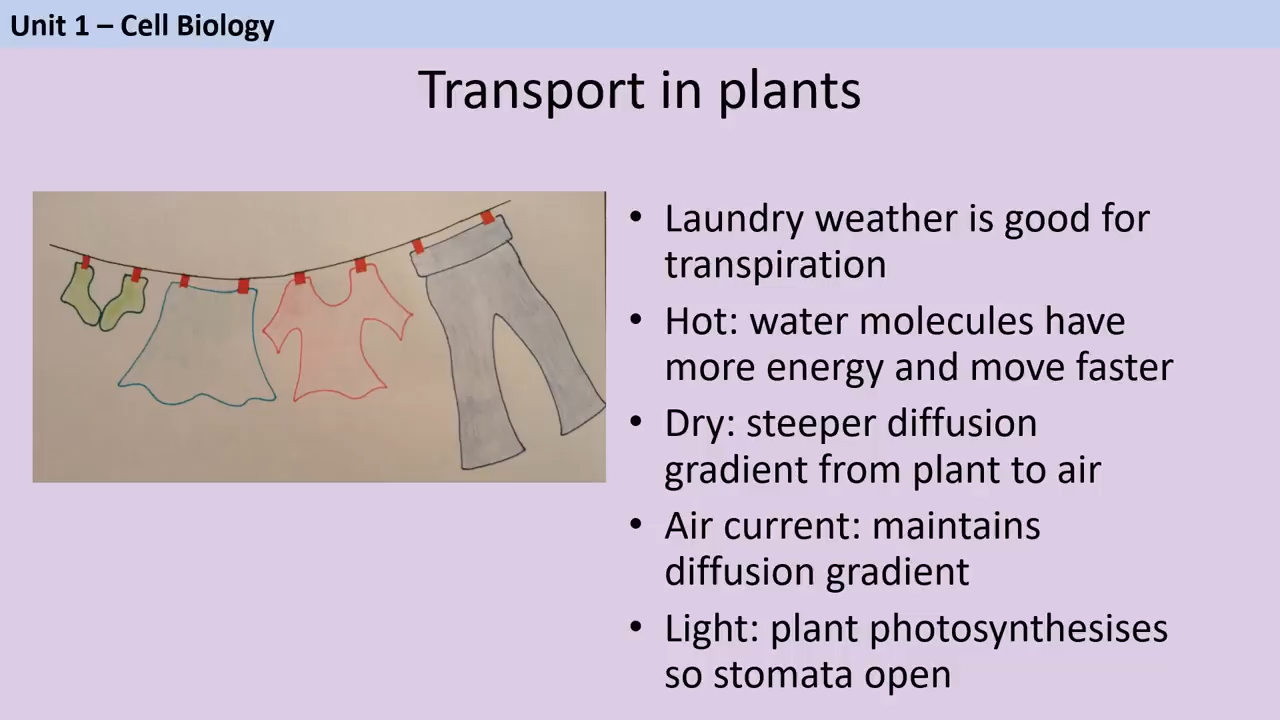 Unit 1 – Cell Biology
Transport in plants
• Laundry weather is good for
transpiration
• Hot: water molecules have
more energy and move faster
• Dry: steeper diffusion
gradient from plant to air
• Air current: maintains
diffusion gradient
• Light: plant photosynthesises
so stomata open